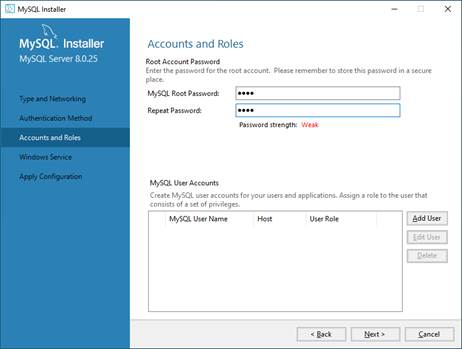 MySQL Installer
MySQL. Installer
MySQL Server 8.0.25
Type and Networking
Authentication Method
Accounts and Roles
Windows Service
Apply Configuration
Accounts and Roles
Root Account Password
Enter the password for the root account. Please remember to store this password in a secure
place.
MySQL Root Password: ●●●●
Repeat Password: ●●●●
Password strength: Weak
MySQL User Accounts
Create MySQL user accounts for your users and applications. Assign a role to the user that
consists of a set of privileges.
MySQL User Name Host User Role
Add User
Edit User
Delete
< Back Next > Cancel